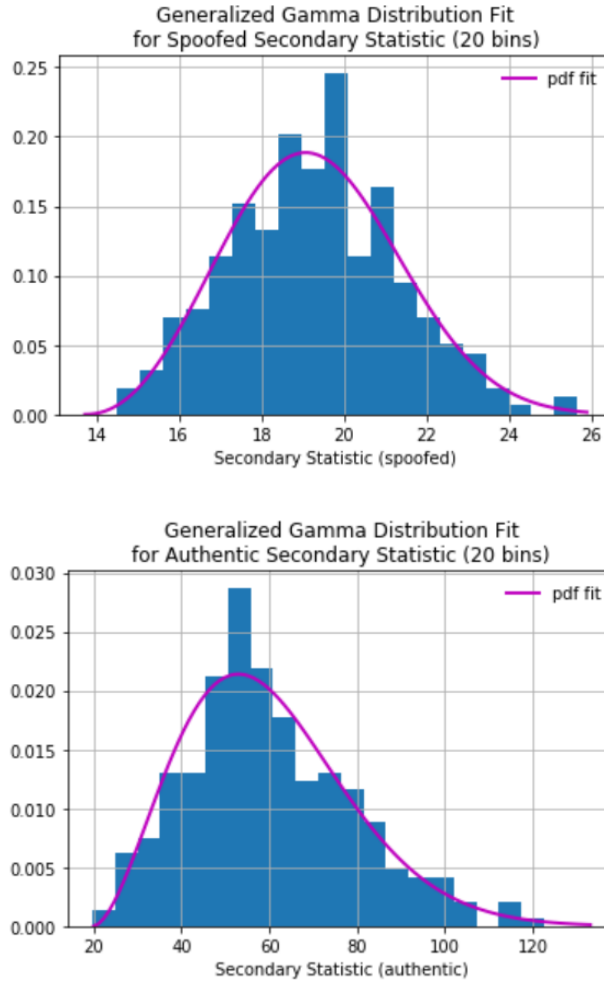 Generalized Gamma Distribution Fit
for Spoofed Secondary Statistic (20 bins)
pdf fit
0.25
0.20
0.15
0.10
0.05
0.00
14 16 18 20 22 24 26
Secondary Statistic (spoofed)
Generalized Gamma Distribution Fit
for Authentic Secondary Statistic (20 bins)
pdf fit
0.030
0.025
0.020
0.015
0.010
0.005
0.000
20 40 60 80 100 120
Secondary Statistic (authentic)